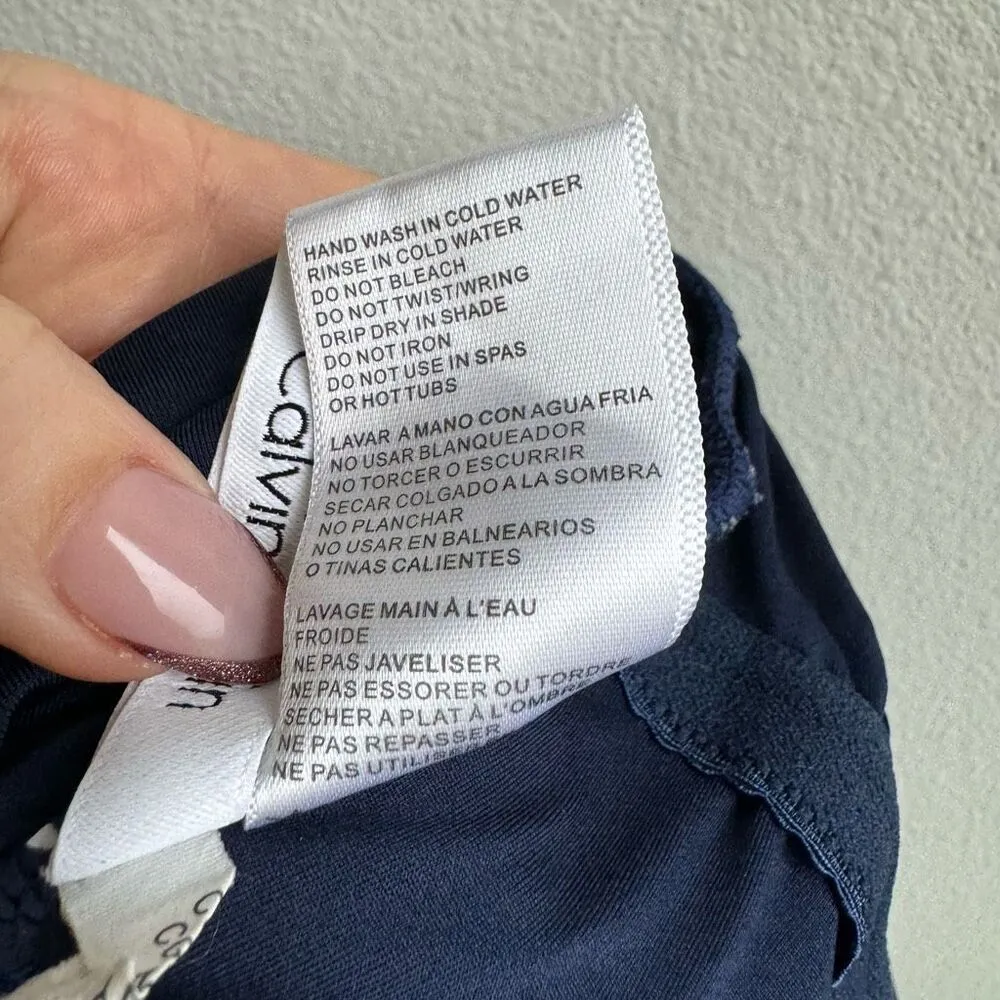 HAND WASH IN COLD WATER
RINSE IN COLD WATER
DO NOT BLEACH
DO NOT TWIST/WRING
DRIP DRY IN SHADE
DO NOT IRON
DO NOT USE IN SPAS
OR HOT TUBS
LAVAR A MANO CON AGUA FRIA
NO USAR BLANQUEADOR
NO TORCER O ESCURRIR
SECAR COLGADO A LA SOMBRA
NO PLANCHAR
NO USAR EN BALNEARIOS
O TINAS CALIENTES
LAVAGE MAIN À L'EAU
FROIDE
NE PAS JAVELISER
NE PAS ESSORER OU TORDRE
SECHER A PLAT À L'OMBRE
NE PAS REPASSER
NE PAS UTILIS
Calvin